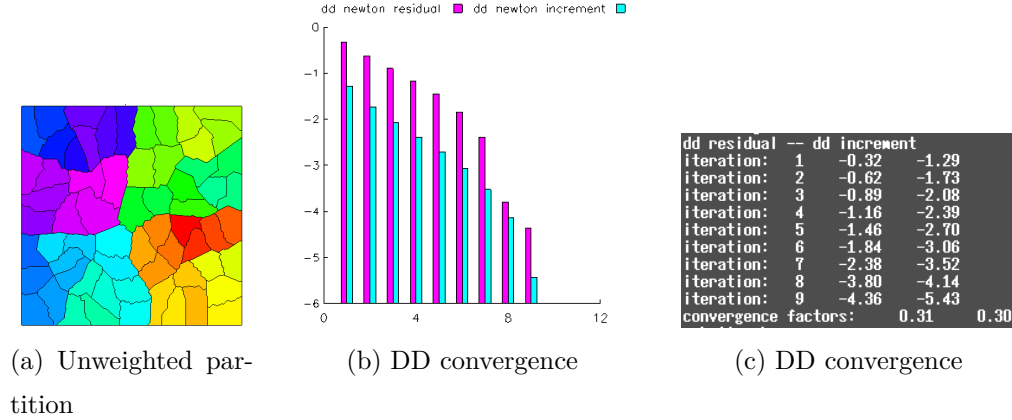 dd newton residual dd newton increment
0
-1
-2
-3
-4
-5
-6
0 4 8 12
dd residual -- dd increment
iteration: 1 -0.32 -1.29
iteration: 2 -0.62 -1.73
iteration: 3 -0.89 -2.08
iteration: 4 -1.16 -2.39
iteration: 5 -1.46 -2.70
iteration: 6 -1.84 -3.06
iteration: 7 -2.38 -3.52
iteration: 8 -3.80 -4.14
iteration: 9 -4.36 -5.43
convergence factors: 0.31 0.30
(a) Unweighted par-
tition
(b) DD convergence
(c) DD convergence